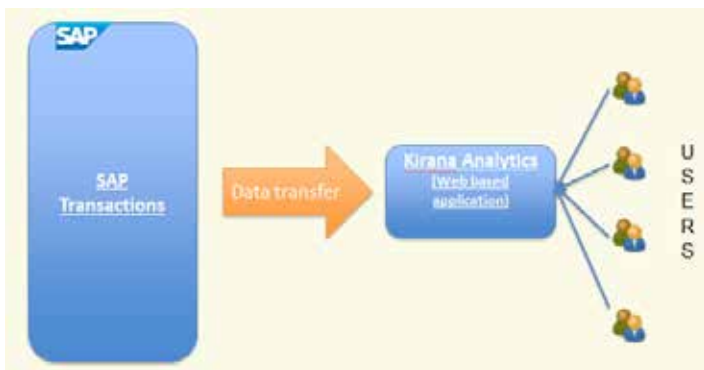 SAP
SAP
Transactions
Data transfer
Kirana Analytics
(Web based
application)
U
S
E
R
S